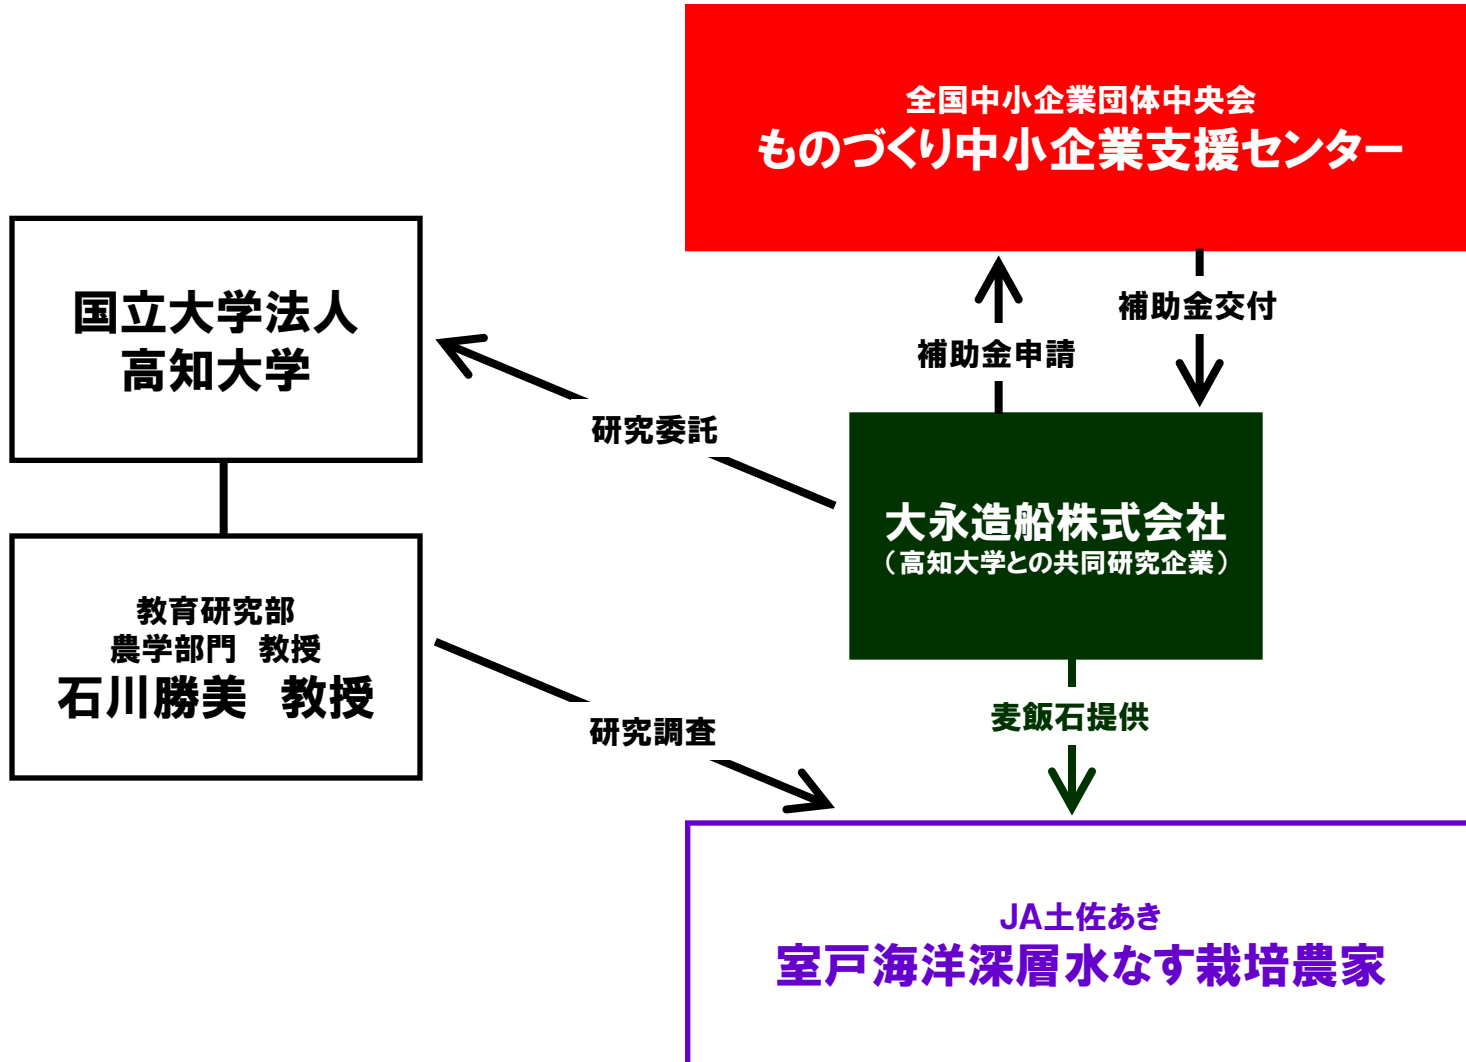 全国中小企業団体中央会
ものづくり中小企業支援センター
国立大学法人
高知大学
補助金交付
補助金申請
研究委託
大永造船株式会社
（高知大学との共同研究企業）
教育研究部
農学部門　教授
石川勝美　教授
研究調査
麦飯石提供
JA土佐あき
室戸海洋深層水なす栽培農家